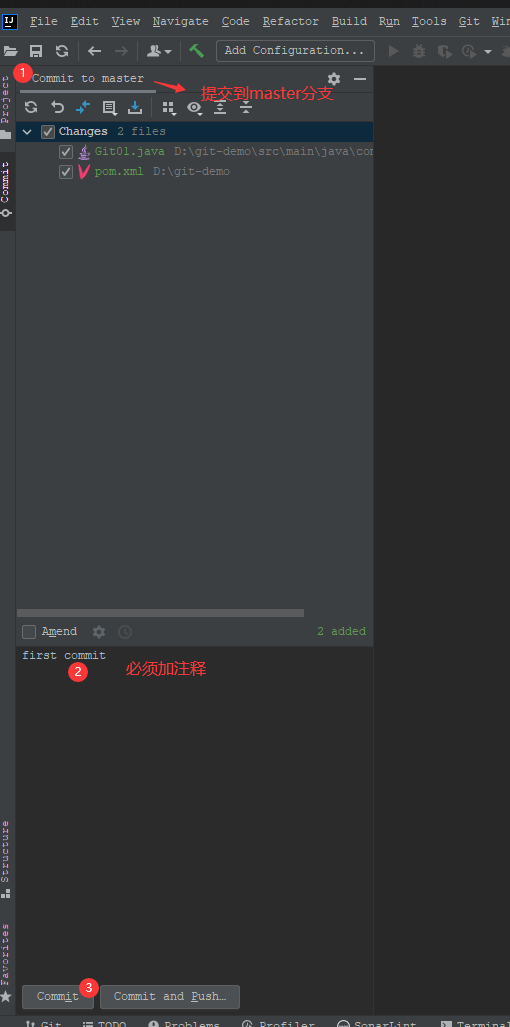 IJ File Edit View Navigate Code Refactor Build Run Tools Git Win
Add Configuration...
1 Commit to master 提交到master分支
Project
Changes 2 files
Git01.java D:\git-demo\src\main\java\con
pom.xml D:\git-demo
Commit
Amend 2 added
first commit
2 必须加注释
Structure
Favorites
Commit 3 Commit and Push...
Git TODO Problems Profiler SonarLint Terminal